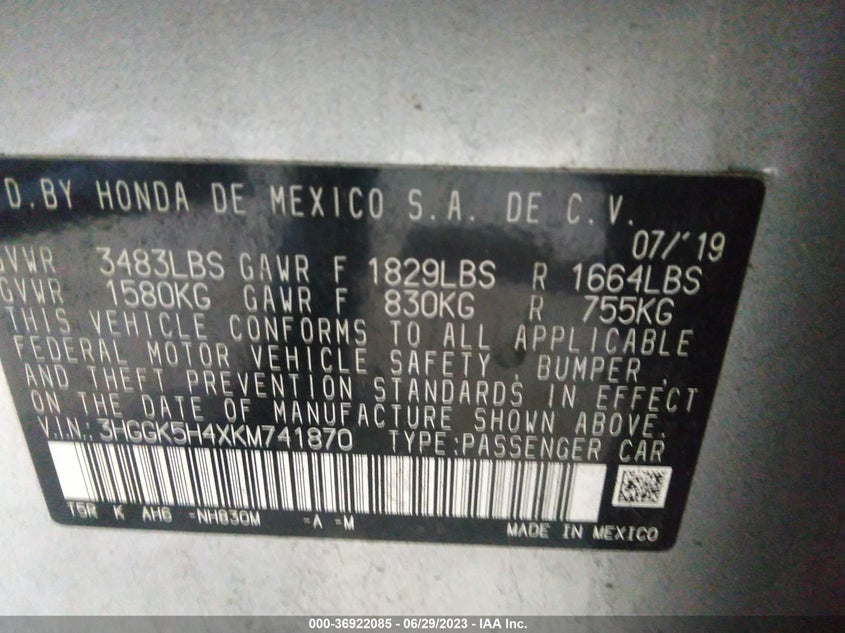 D.BY HONDA DE MEXICO S.A. DE C.V.
07/'19
GVWR 3483LBS GAWR F 1829LBS R 1664LBS
GVWR 1580KG GAWR F 830KG R 755KG
THIS VEHICLE CONFORMS TO ALL APPLICABLE
FEDERAL MOTOR VEHICLE SAFETY, BUMPER,
AND THEFT PREVENTION STANDARDS IN EFFECT
ON THE DATE OF MANUFACTURE SHOWN ABOVE.
V.I.N.: 3HGGK5H4XKM741870 TYPE:PASSENGER CAR
T5R K AH6 =NH830M =A =M
MADE IN MEXICO
000-36922085 - 06/29/2023 - IAA Inc.